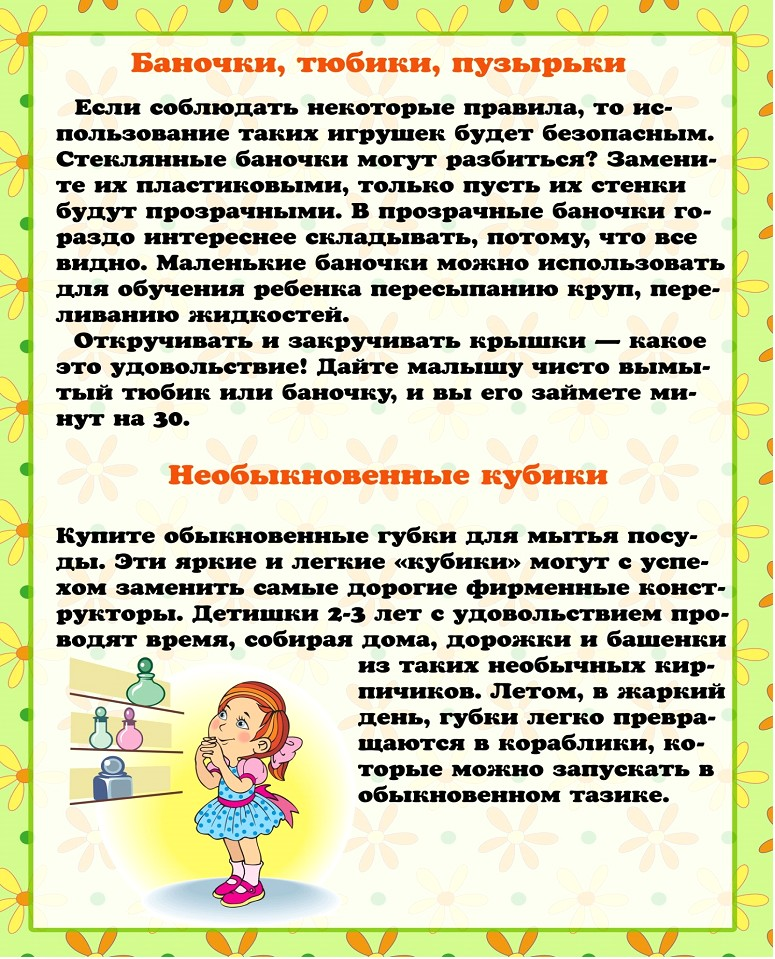 Баночки, тюбики, пузырьки
Если соблюдать некоторые правила, то ис-
пользование таких игрушек будет безопасным.
Стеклянные баночки могут разбиться? Замени-
те их пластиковыми, только пусть их стенки
будут прозрачными. В прозрачные баночки го-
раздо интереснее складывать, потому, что все
видно. Маленькие баночки можно использовать
для обучения ребенка пересыпанию круп, пере-
ливанию жидкостей.
Откручивать и закручивать крышки — какое
это удовольствие! Дайте малышу чисто вымы-
тый тюбик или баночку, и вы его займете ми-
нут на 30.
Необыкновенные кубики
Купите обыкновенные губки для мытья посу-
ды. Эти яркие и легкие «кубики» могут с успе-
хом заменить самые дорогие фирменные конст-
рукторы. Детишки 2-3 лет с удовольствием про-
водят время, собирая дома, дорожки и башенки
из таких необычных кир-
пичиков. Летом, в жаркий
день, губки легко превра-
щаются в кораблики, ко-
торые можно запускать в
обыкновенном тазике.